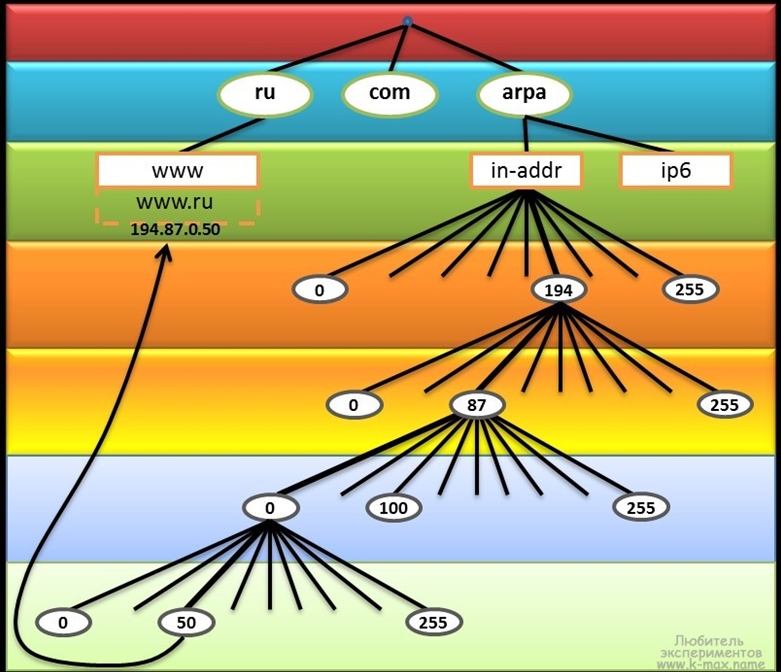 ru
com
arpa
www
in-addr
ip6
www.ru
194.87.0.50
0
194
255
0
87
255
0
100
255
0
50
255
Любитель
экспериментов
www.k-max.name